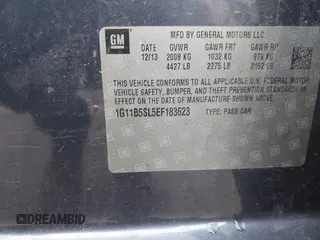 GM
MFD BY GENERAL MOTORS LLC
DATE GVWR GAWR FRT GAWR RR
12/13 2008 KG 1032 KG 976 KG
4427 LB 2275 LB 2152 LB
THIS VEHICLE CONFORMS TO ALL APPLICABLE U.S. FEDERAL MOTOR
VEHICLE SAFETY, BUMPER, AND THEFT PREVENTION STANDARDS
IN EFFECT ON THE DATE OF MANUFACTURE SHOWN ABOVE.
1G11B5SL5EF183623 TYPE: PASS CAR
DREAMBID